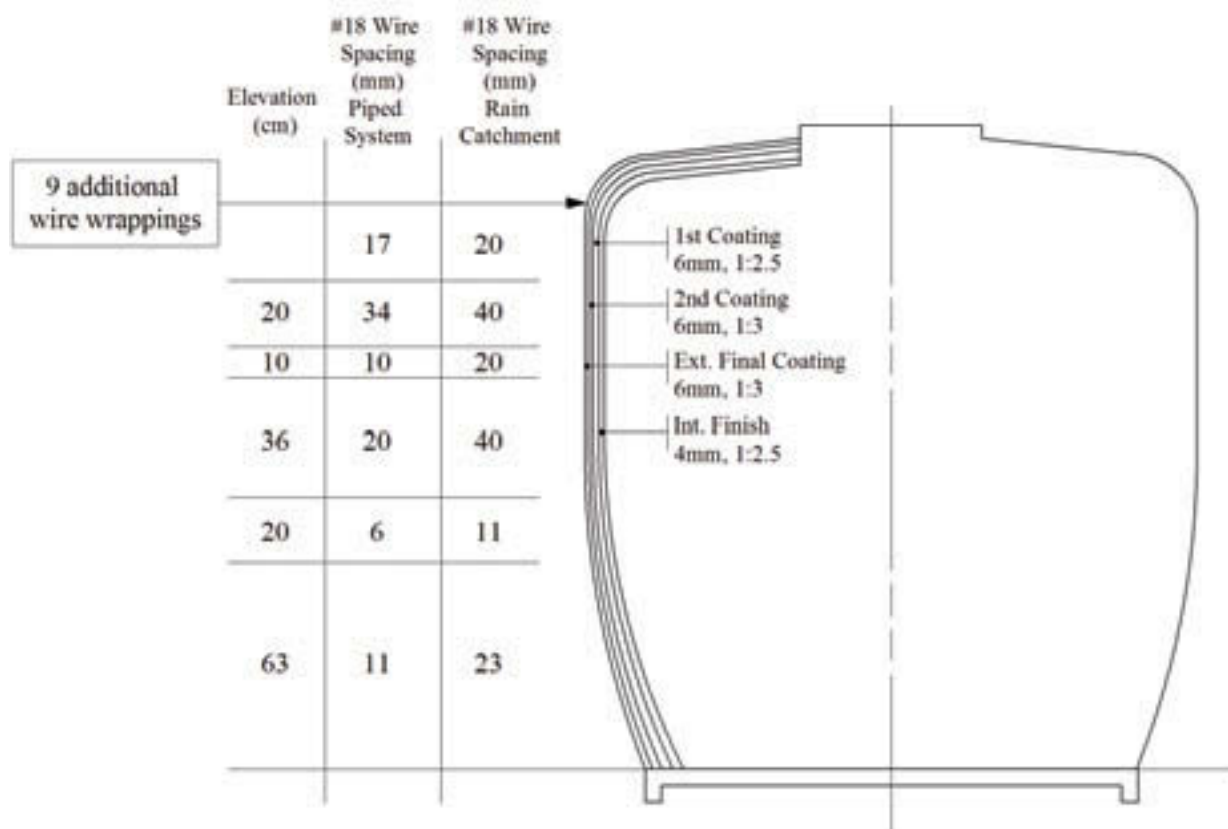 #18 Wire
Spacing
(mm)
Piped
System
#18 Wire
Spacing
(mm)
Rain
Catchment
Elevation
(cm)
9 additional
wire wrappings
17 20
20 34 40
10 10 20
36 20 40
20 6 11
63 11 23
1st Coating
6mm, 1:2.5
2nd Coating
6mm, 1:3
Ext. Final Coating
6mm, 1:3
Int. Finish
4mm, 1:2.5